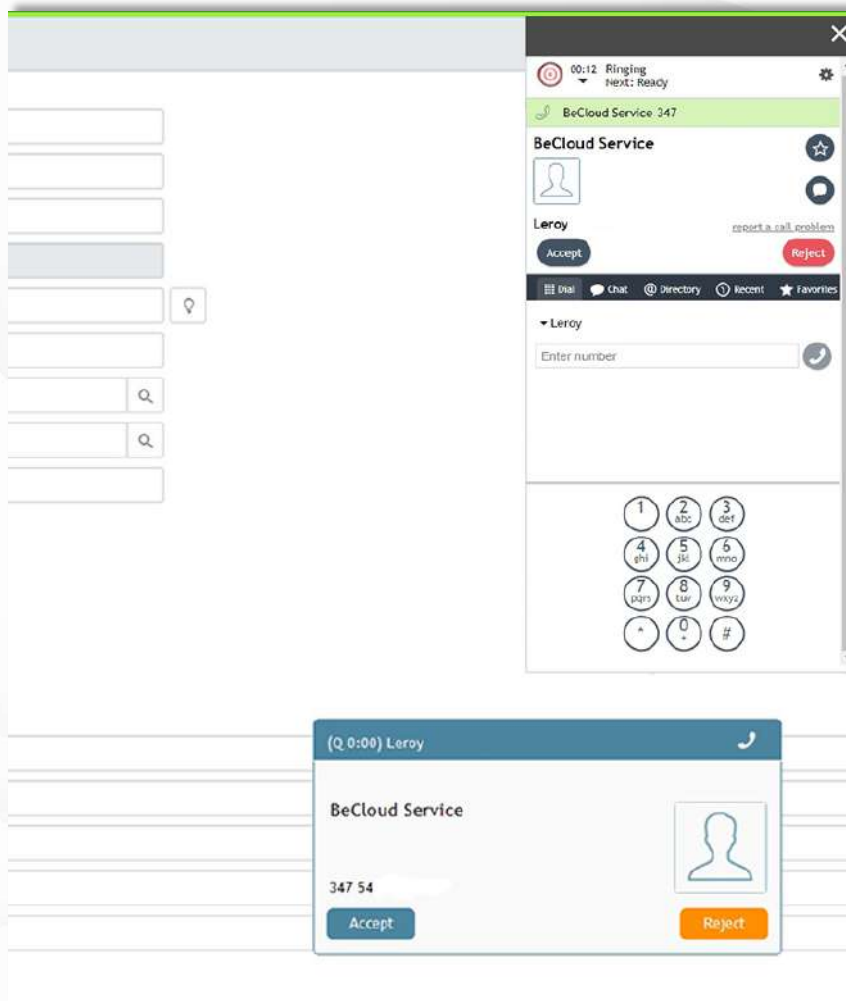 00:12 Ringing
Next: Ready
BeCloud Service 347
BeCloud Service
Leroy
report a call problem
Accept
Reject
Dial Chat @ Directory Recent Favorites
Leroy
Enter number
1 2 3
abc def
4 5 6
ghi jkl mno
7 8 9
pqrs tuv wxyz
* 0 #
+
(Q 0:00) Leroy
BeCloud Service
347 54
Accept
Reject